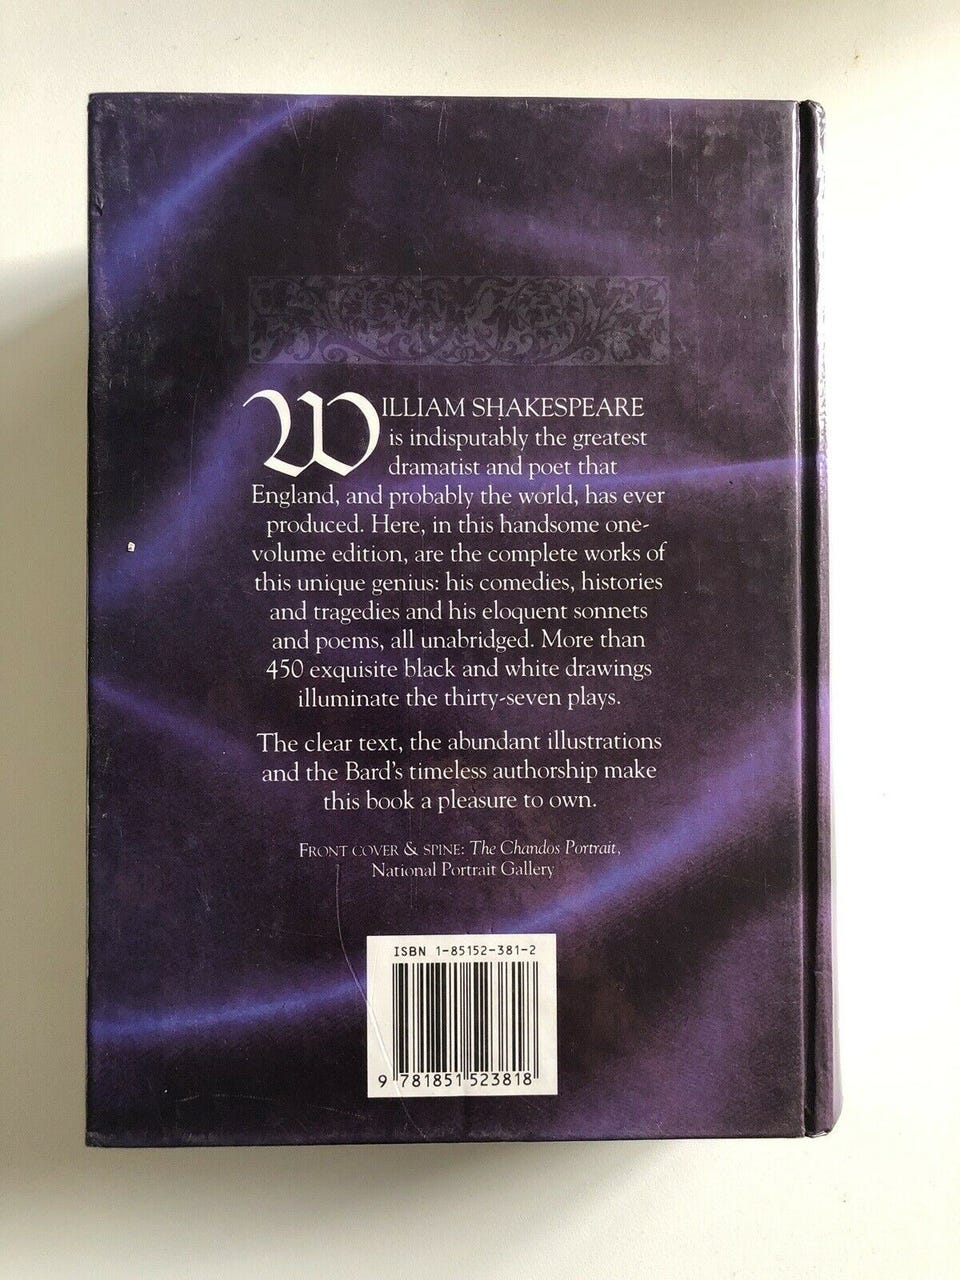 WILLIAM SHAKESPEARE
is indisputably the greatest
dramatist and poet that
England, and probably the world, has ever
produced. Here, in this handsome one-
volume edition, are the complete works of
this unique genius: his comedies, histories
and tragedies and his eloquent sonnets
and poems, all unabridged. More than
450 exquisite black and white drawings
illuminate the thirty-seven plays.
The clear text, the abundant illustrations
and the Bard's timeless authorship make
this book a pleasure to own.
FRONT COVER & SPINE: The Chandos Portrait,
National Portrait Gallery
ISBN 1-85152-381-2
9 781851 523818